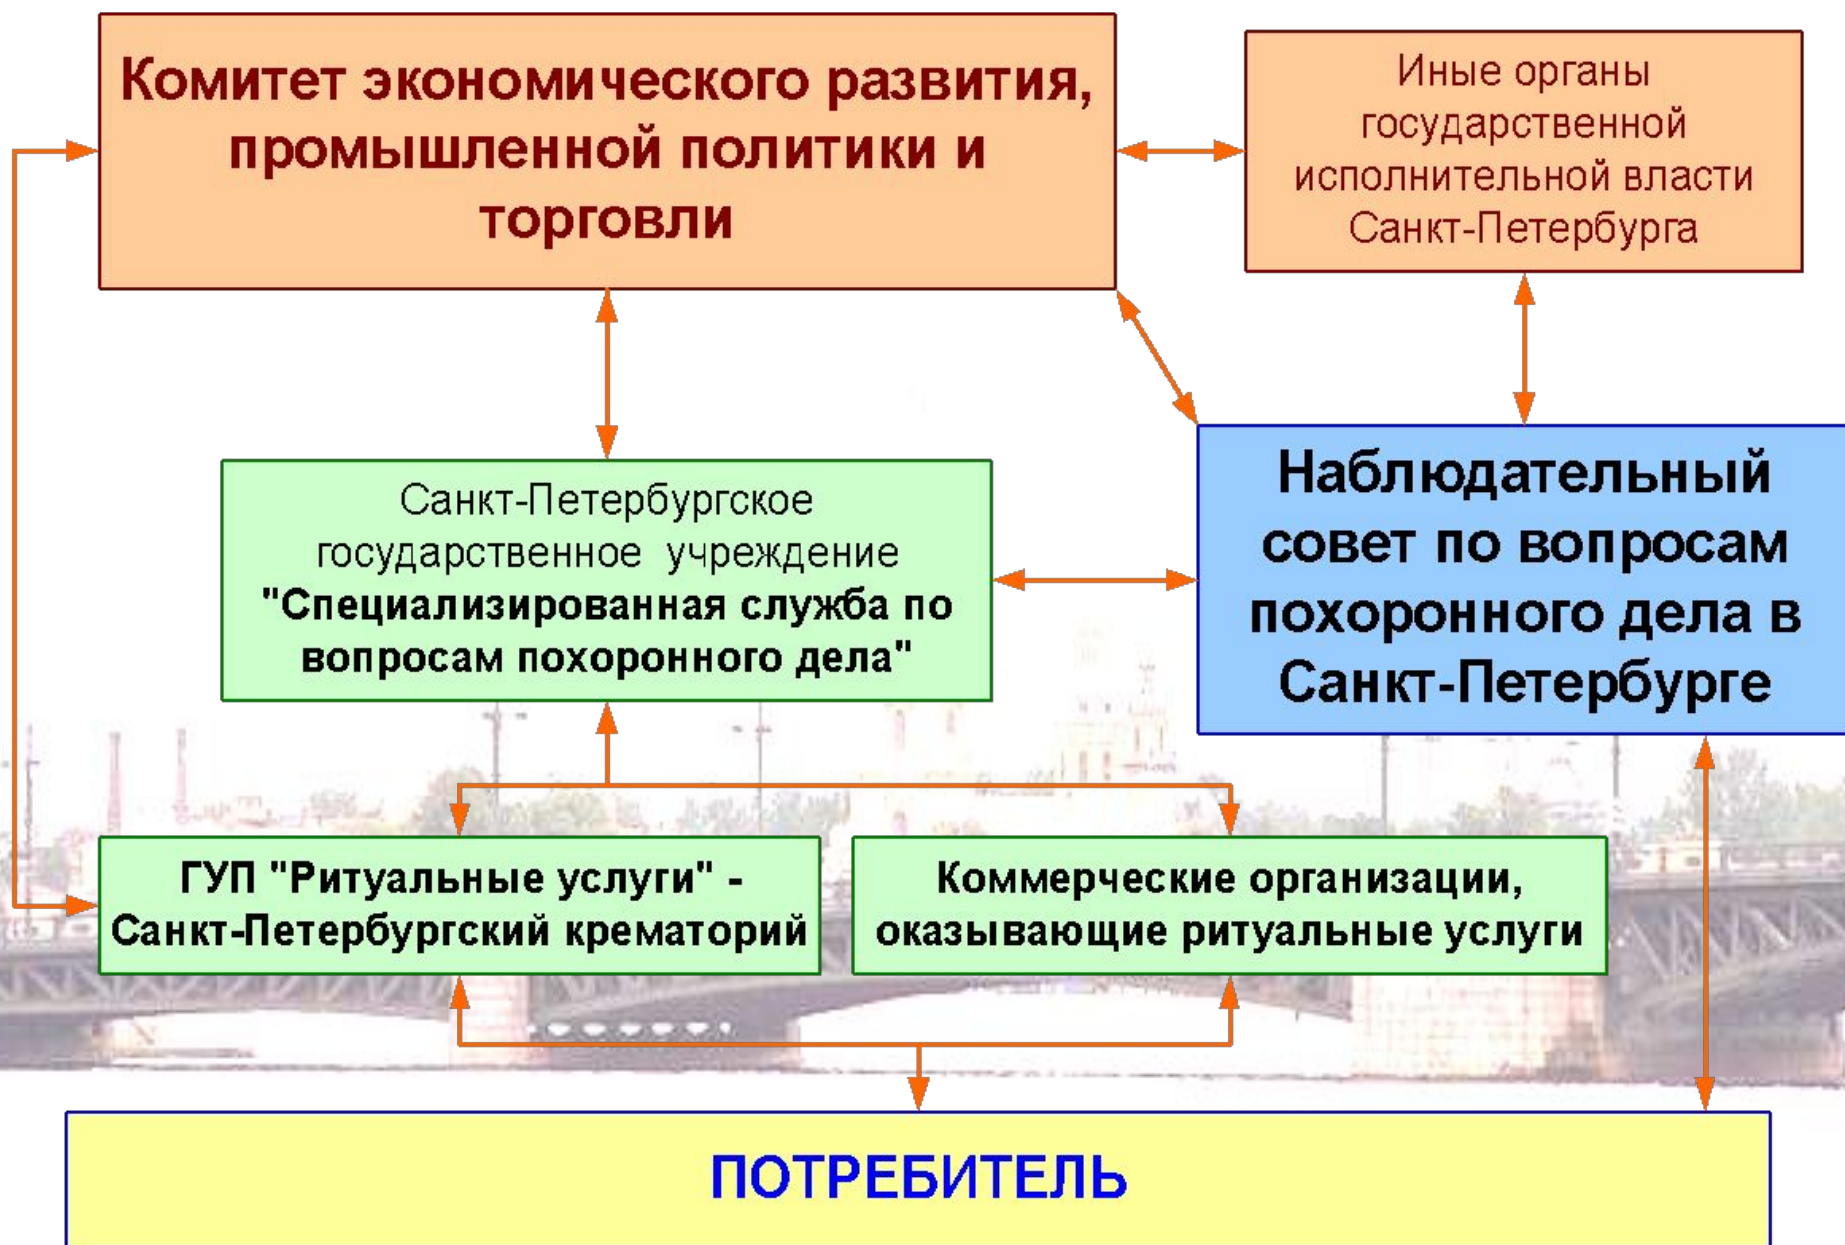 Комитет экономического развития,
промышленной политики и
торговли
Иные органы
государственной
исполнительной власти
Санкт-Петербурга
Санкт-Петербургское
государственное учреждение
"Специализированная служба по
вопросам похоронного дела"
Наблюдательный
совет по вопросам
похоронного дела в
Санкт-Петербурге
ГУП "Ритуальные услуги" -
Санкт-Петербургский крематорий
Коммерческие организации,
оказывающие ритуальные услуги
ПОТРЕБИТЕЛЬ